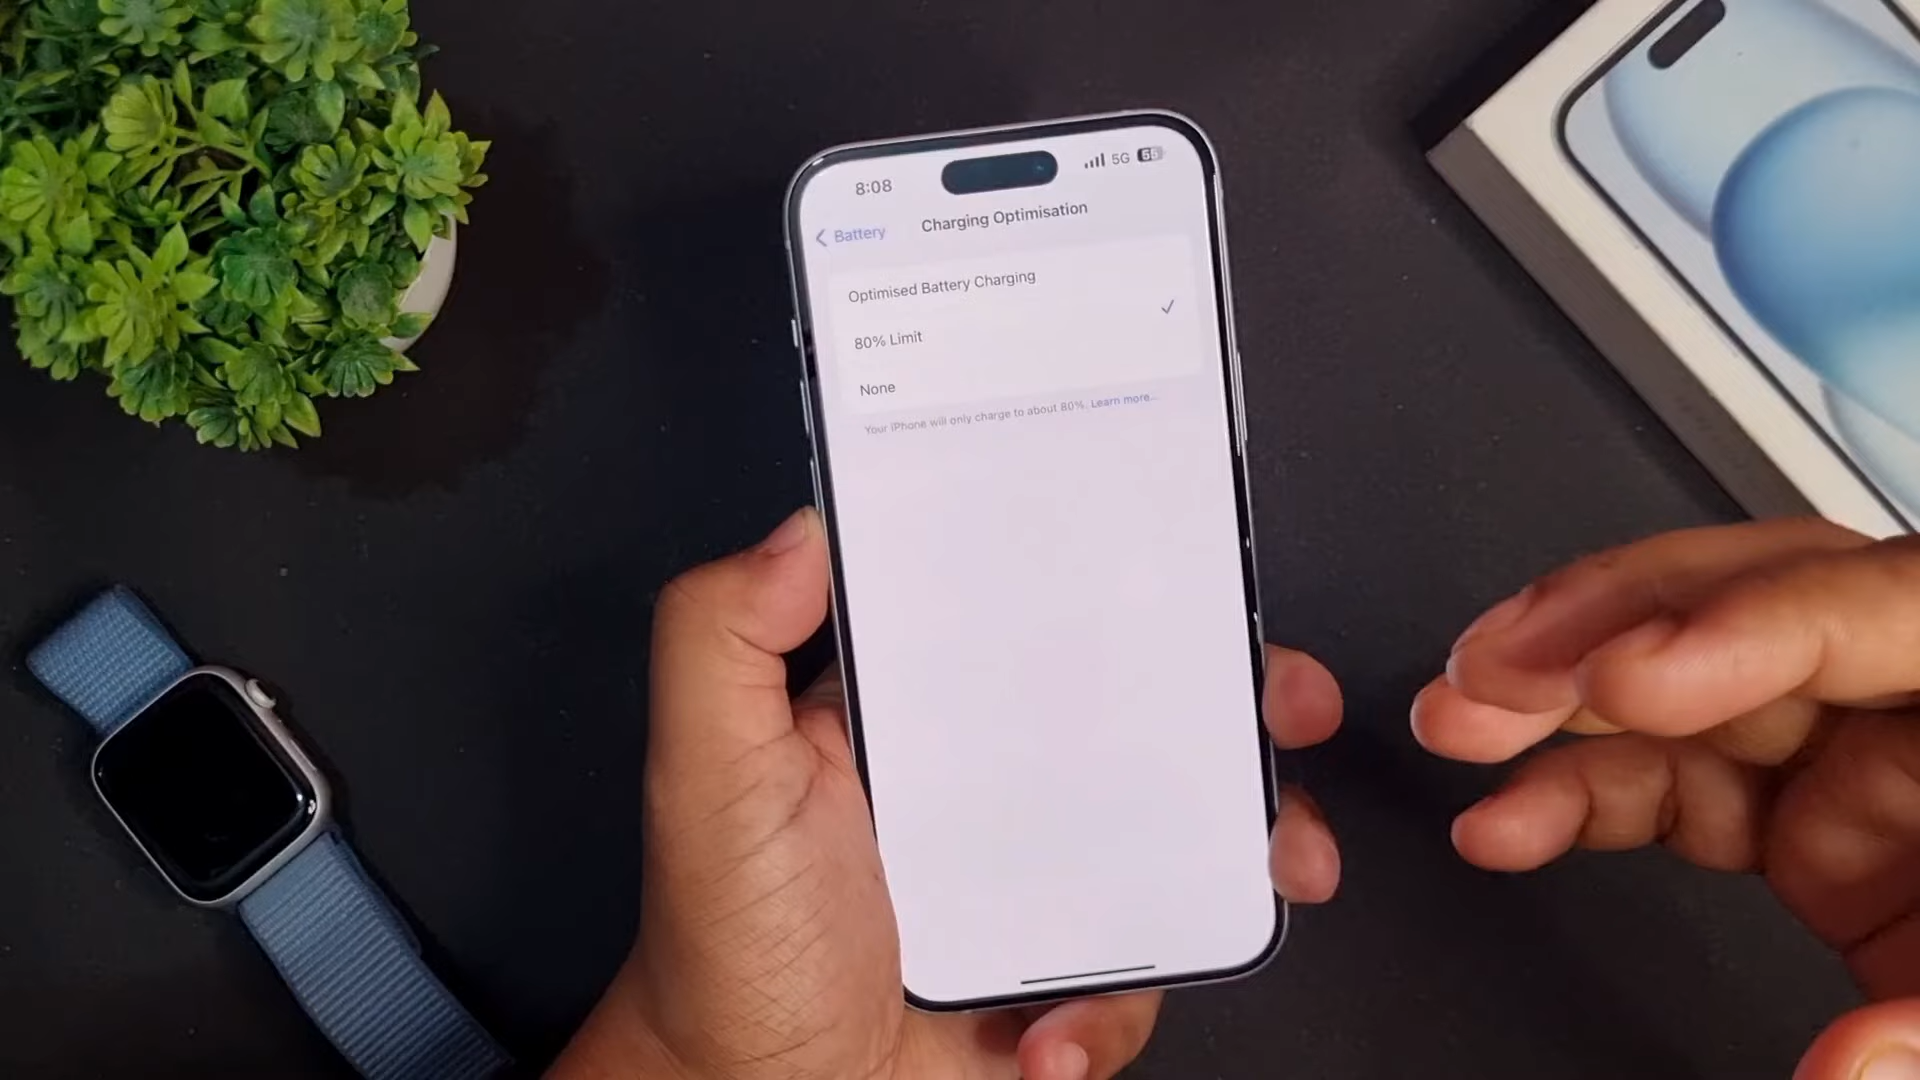 8:08 5G 55
Battery Charging Optimisation
Optimised Battery Charging
80% Limit
None
Your iPhone will only charge to about 80%. Learn more...